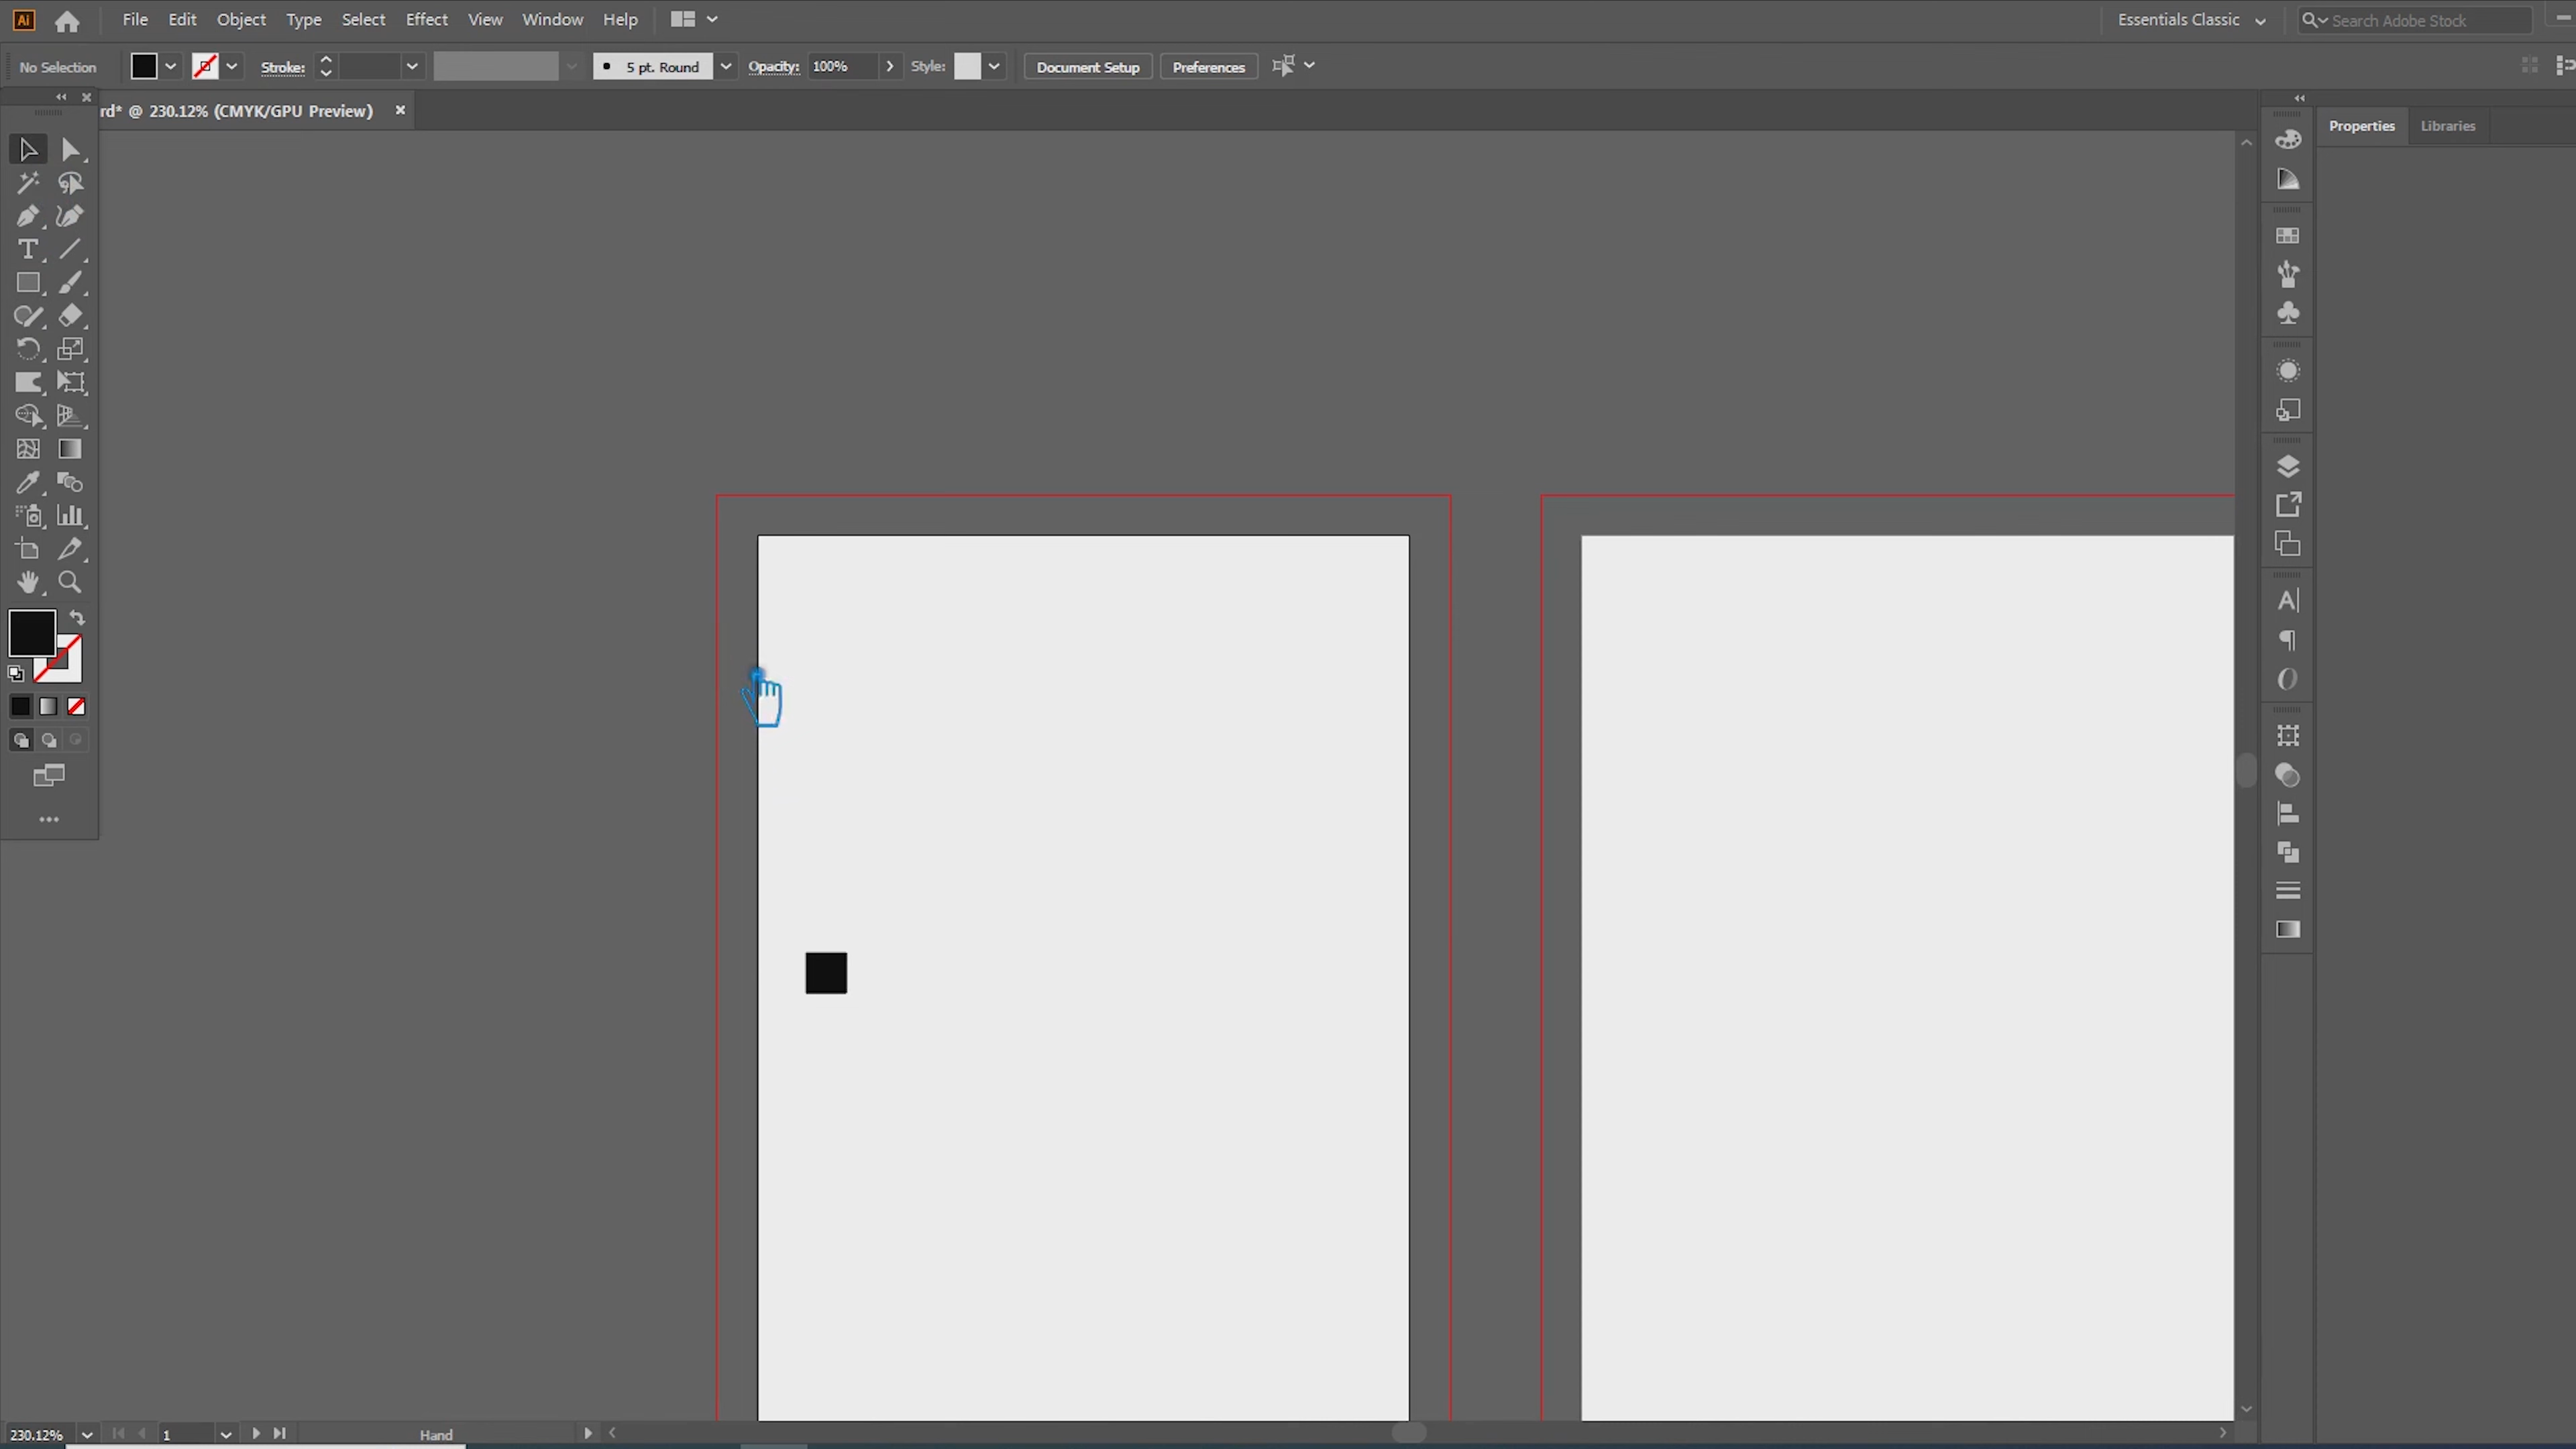 Ai File Edit Object Type Select Effect View Window Help Essentials Classic Search Adobe Stock
No Selection Stroke: 5 pt. Round Opacity: 100% Style: Document Setup Preferences
rd* @ 230.12% (CMYK/GPU Preview)
Properties Libraries
230.12% 1 Hand